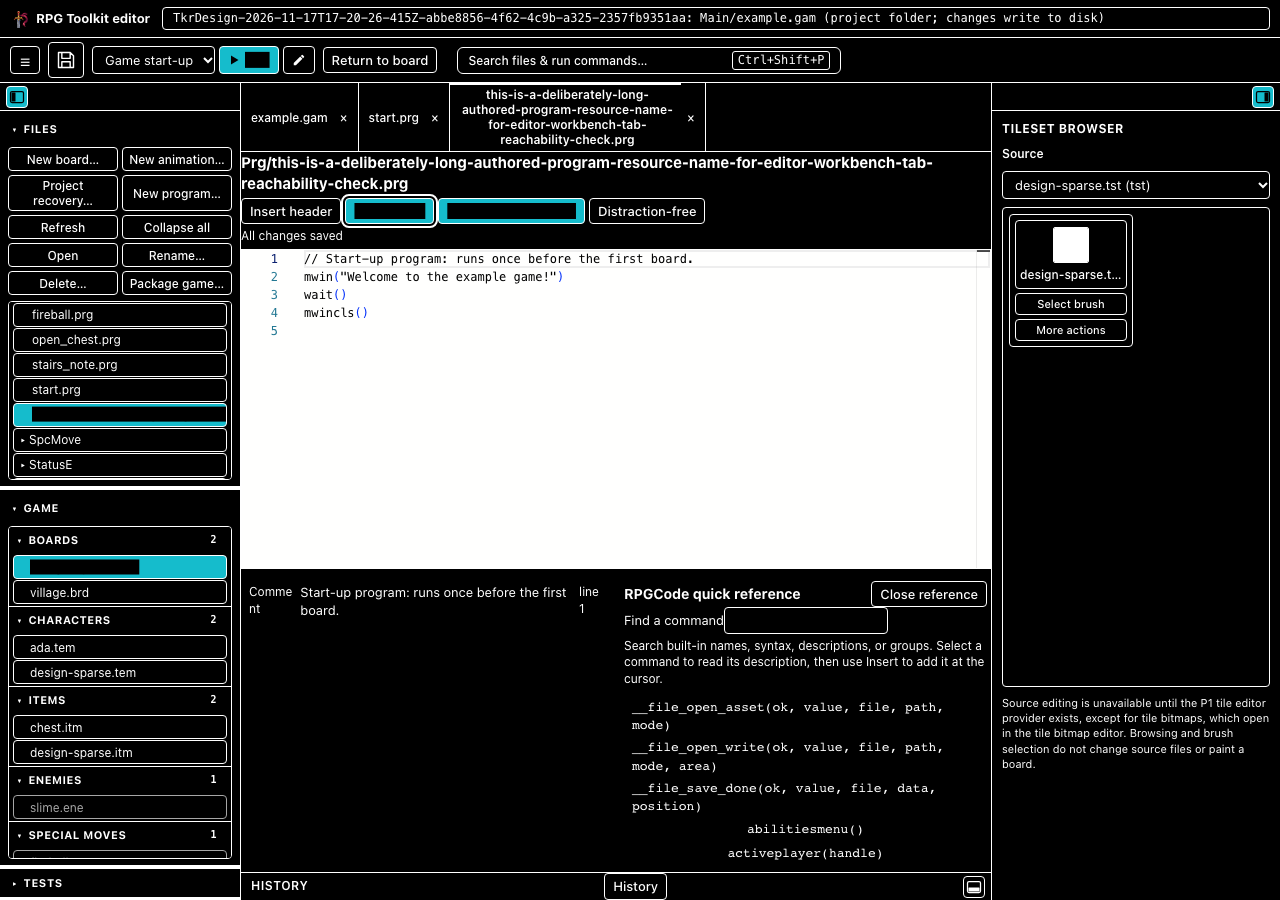 RPG Toolkit editor
TkrDesign-2026-11-17T17-20-26-415Z-abbe8856-4f62-4c9b-a325-2357fb9351aa: Main/example.gam (project folder; changes write to disk)
Game start-up
Return to board
Search files & run commands...
Ctrl+Shift+P
FILES
New board...
New animation...
Project
recovery...
New program...
Refresh
Collapse all
Open
Rename...
Delete...
Package game...
fireball.prg
open_chest.prg
stairs_note.prg
start.prg
SpcMove
StatusE
GAME
BOARDS 2
village.brd
CHARACTERS 2
ada.tem
design-sparse.tem
ITEMS 2
chest.itm
design-sparse.itm
ENEMIES 1
slime.ene
SPECIAL MOVES 1
TESTS
example.gam ×
start.prg ×
this-is-a-deliberately-long-
authored-program-resource-name-
for-editor-workbench-tab-
reachability-check.prg
×
Prg/this-is-a-deliberately-long-authored-program-resource-name-for-editor-workbench-tab-
reachability-check.prg
Insert header
Distraction-free
All changes saved
1 // Start-up program: runs once before the first board.
2 mwin("Welcome to the example game!")
3 wait()
4 mwincls()
5
Comme
nt
Start-up program: runs once before the first
board.
line
1
RPGCode quick reference
Close reference
Find a command
Search built-in names, syntax, descriptions, or groups. Select a
command to read its description, then use Insert to add it at the
cursor.
__file_open_asset(ok, value, file, path,
mode)
__file_open_write(ok, value, file, path,
mode, area)
__file_save_done(ok, value, file, data,
position)
abilitiesmenu()
activeplayer(handle)
HISTORY
History
TILESET BROWSER
Source
design-sparse.tst (tst)
design-sparse.t...
Select brush
More actions
Source editing is unavailable until the P1 tile editor
provider exists, except for tile bitmaps, which open
in the tile bitmap editor. Browsing and brush
selection do not change source files or paint a
board.